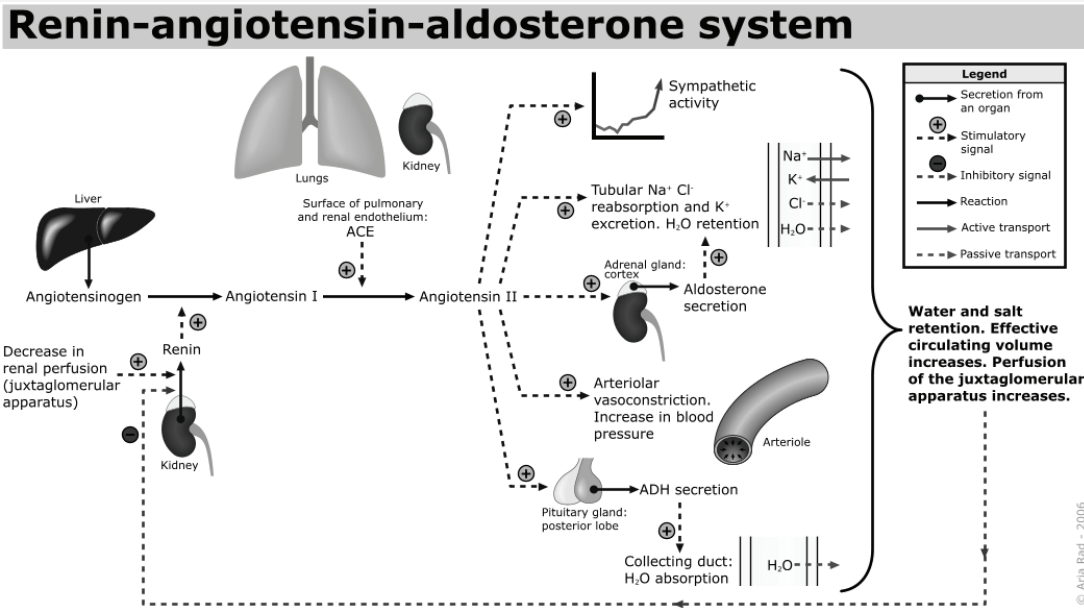 Renin-angiotensin-aldosterone system
Liver
Lungs
Kidney
Surface of pulmonary
and renal endothelium:
ACE
+
Angiotensinogen
Angiotensin I
Angiotensin II
+
Renin
Decrease in
renal perfusion
(juxtaglomerular
apparatus)
+
−
Kidney
+
Sympathetic
activity
+
Tubular Na⁺ Cl⁻
reabsorption and K⁺
excretion. H₂O retention
Na⁺
K⁺
Cl⁻
H₂O
+
Adrenal gland:
cortex
+
Aldosterone
secretion
+
Arteriolar
vasoconstriction.
Increase in blood
pressure
Arteriole
+
Pituitary gland:
posterior lobe
ADH secretion
+
Collecting duct:
H₂O absorption
H₂O
Legend
Secretion from
an organ
+
Stimulatory
signal
−
Inhibitory signal
Reaction
Active transport
Passive transport
Water and salt
retention. Effective
circulating volume
increases. Perfusion
of the juxtaglomerular
apparatus increases.
© Aria Rad - 2006